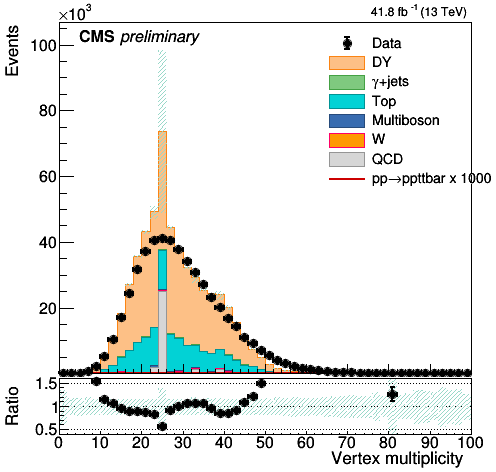 ×10³
41.8 fb⁻¹ (13 TeV)
CMS preliminary
Events
100
80
60
40
20
Data
DY
γ+jets
Top
Multiboson
W
QCD
pp→ppttbar x 1000
Ratio
1.5
1
0.5
0 10 20 30 40 50 60 70 80 90 100
Vertex multiplicity